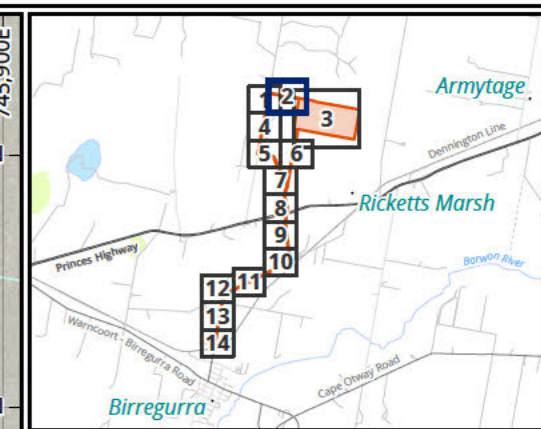 745,900E
1 2
3
Armytage
4
5 6
Dennington Line
7
Ricketts Marsh
8
9
Princes Highway
10
Barwon River
11
12
13
14
Warncoort - Birregurra Road
Cape Otway Road
Birregurra